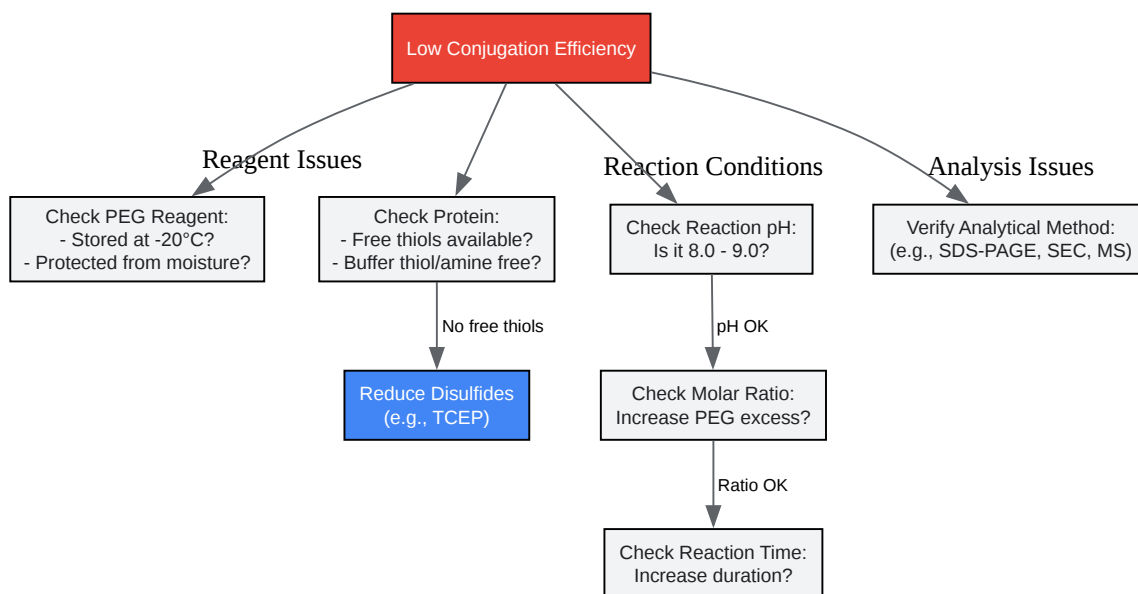 Low Conjugation Efficiency
Reagent Issues
Reaction Conditions
Analysis Issues
Check PEG Reagent:
- Stored at -20°C?
- Protected from moisture?
Check Protein:
- Free thiols available?
- Buffer thiol/amine free?
Check Reaction pH:
Is it 8.0 - 9.0?
Verify Analytical Method:
(e.g., SDS-PAGE, SEC, MS)
No free thiols
pH OK
Reduce Disulfides
(e.g., TCEP)
Check Molar Ratio:
Increase PEG excess?
Ratio OK
Check Reaction Time:
Increase duration?